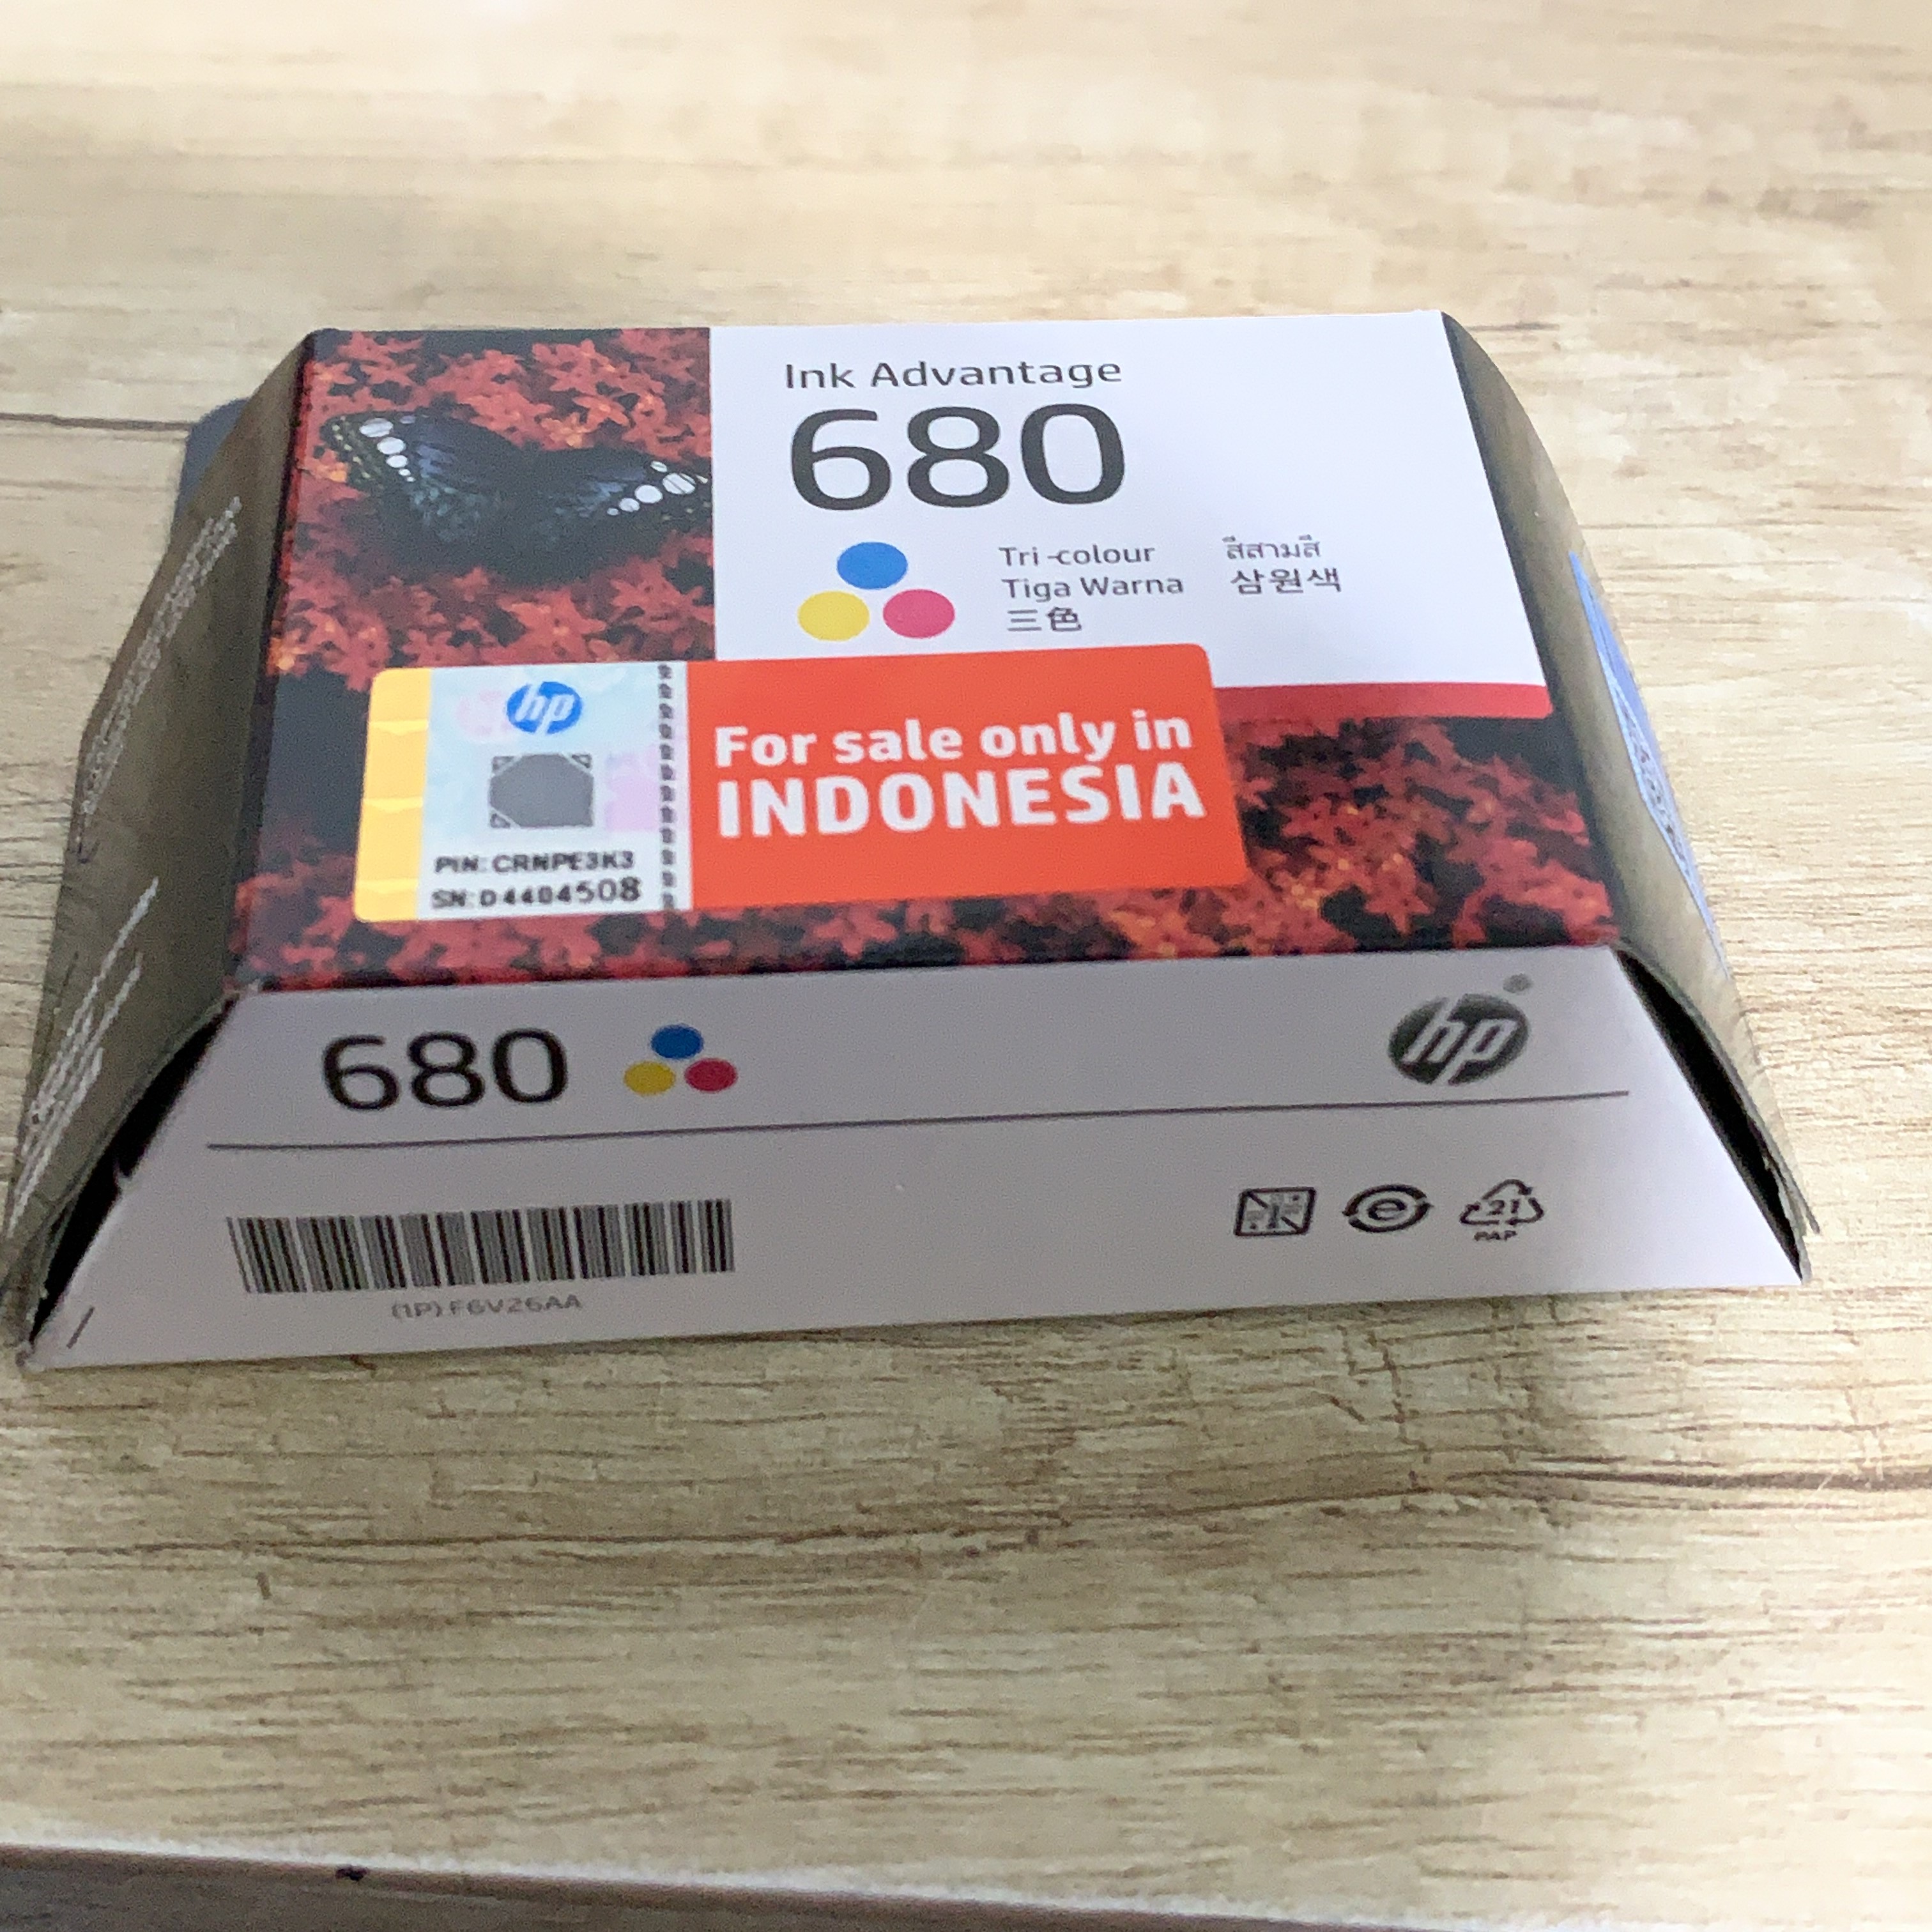 Ink Advantage
680
Tri-colour
Tiga Warna
三色
สีสามสี
삼원색
hp
For sale only in
INDONESIA
PIN: CRNPE3K3
SN: D4404508
680
hp
(1P) F6V26AA
21
PAP